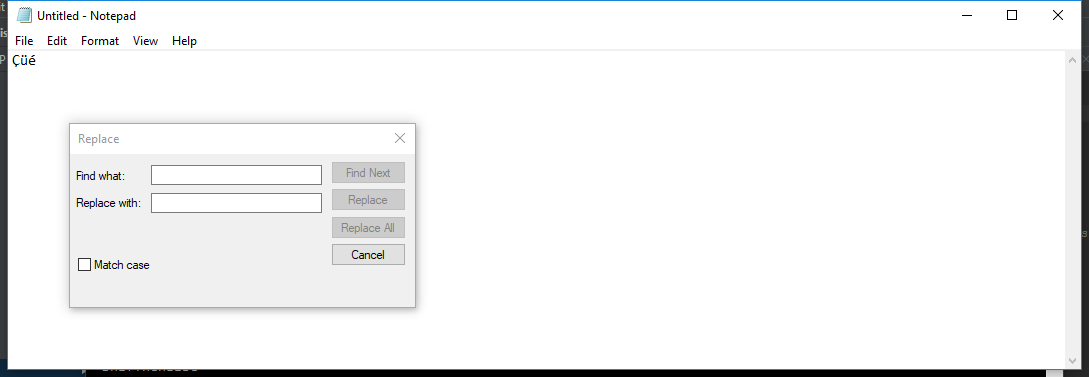 Untitled - Notepad
File Edit Format View Help
Çüé
Replace
Find what:
Find Next
Replace with:
Replace
Replace All
Cancel
Match case